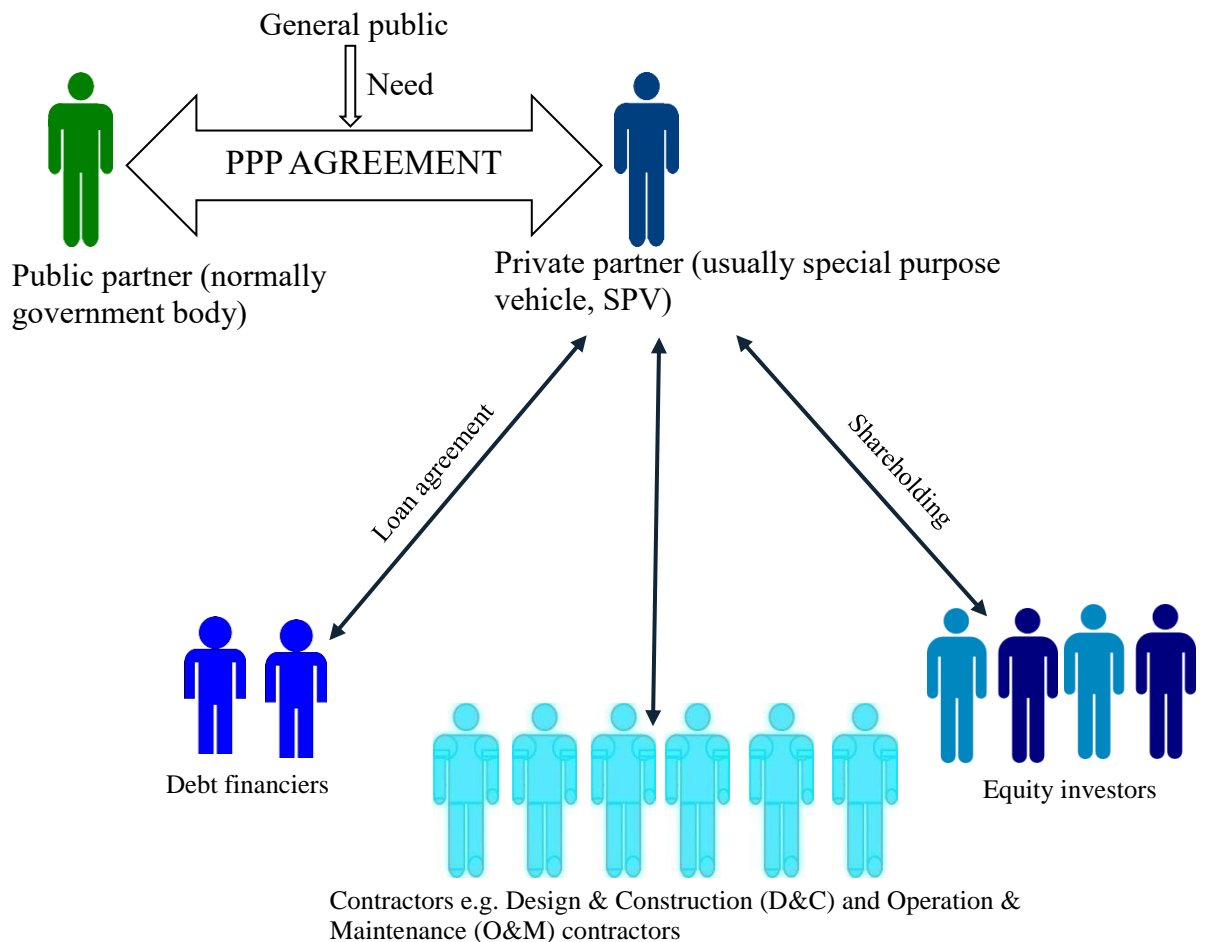 General public
Need
PPP AGREEMENT
Public partner (normally
government body)
Private partner (usually special purpose
vehicle, SPV)
Loan agreement
Shareholding
Debt financiers
Equity investors
Contractors e.g. Design & Construction (D&C) and Operation &
Maintenance (O&M) contractors